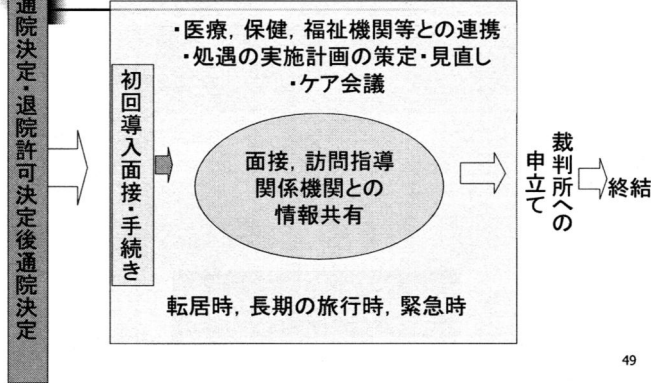 通院決定・退院許可決定後通院決定
初回導入面接・手続き
・医療，保健，福祉機関等との連携
・処遇の実施計画の策定・見直し
・ケア会議
面接，訪問指導
関係機関との
情報共有
転居時，長期の旅行時，緊急時
裁判所への
申立て
終結
49